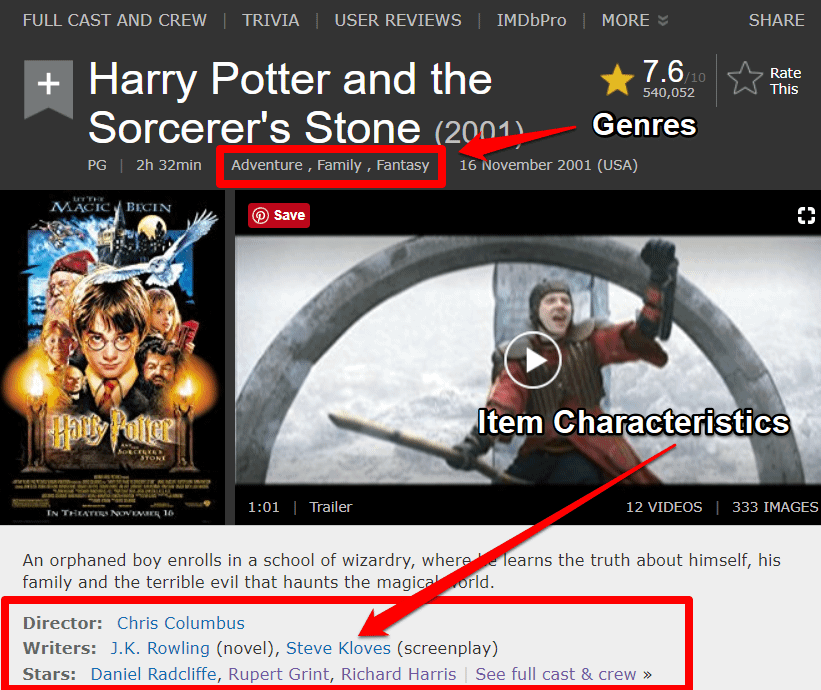 FULL CAST AND CREW | TRIVIA | USER REVIEWS | IMDbPro | MORE SHARE
+ Harry Potter and the
Sorcerer's Stone (2001)
7.6/10
540,052
Rate
This
Genres
PG | 2h 32min Adventure , Family , Fantasy 16 November 2001 (USA)
LET THE
MAGIC BEGIN
Harry Potter
AND THE
SORCERER'S STONE
IN THEATERS NOVEMBER 16
Save
Item Characteristics
1:01 | Trailer 12 VIDEOS | 333 IMAGES
An orphaned boy enrolls in a school of wizardry, where he learns the truth about himself, his
family and the terrible evil that haunts the magical world.
Director: Chris Columbus
Writers: J.K. Rowling (novel), Steve Kloves (screenplay)
Stars: Daniel Radcliffe, Rupert Grint, Richard Harris | See full cast & crew »